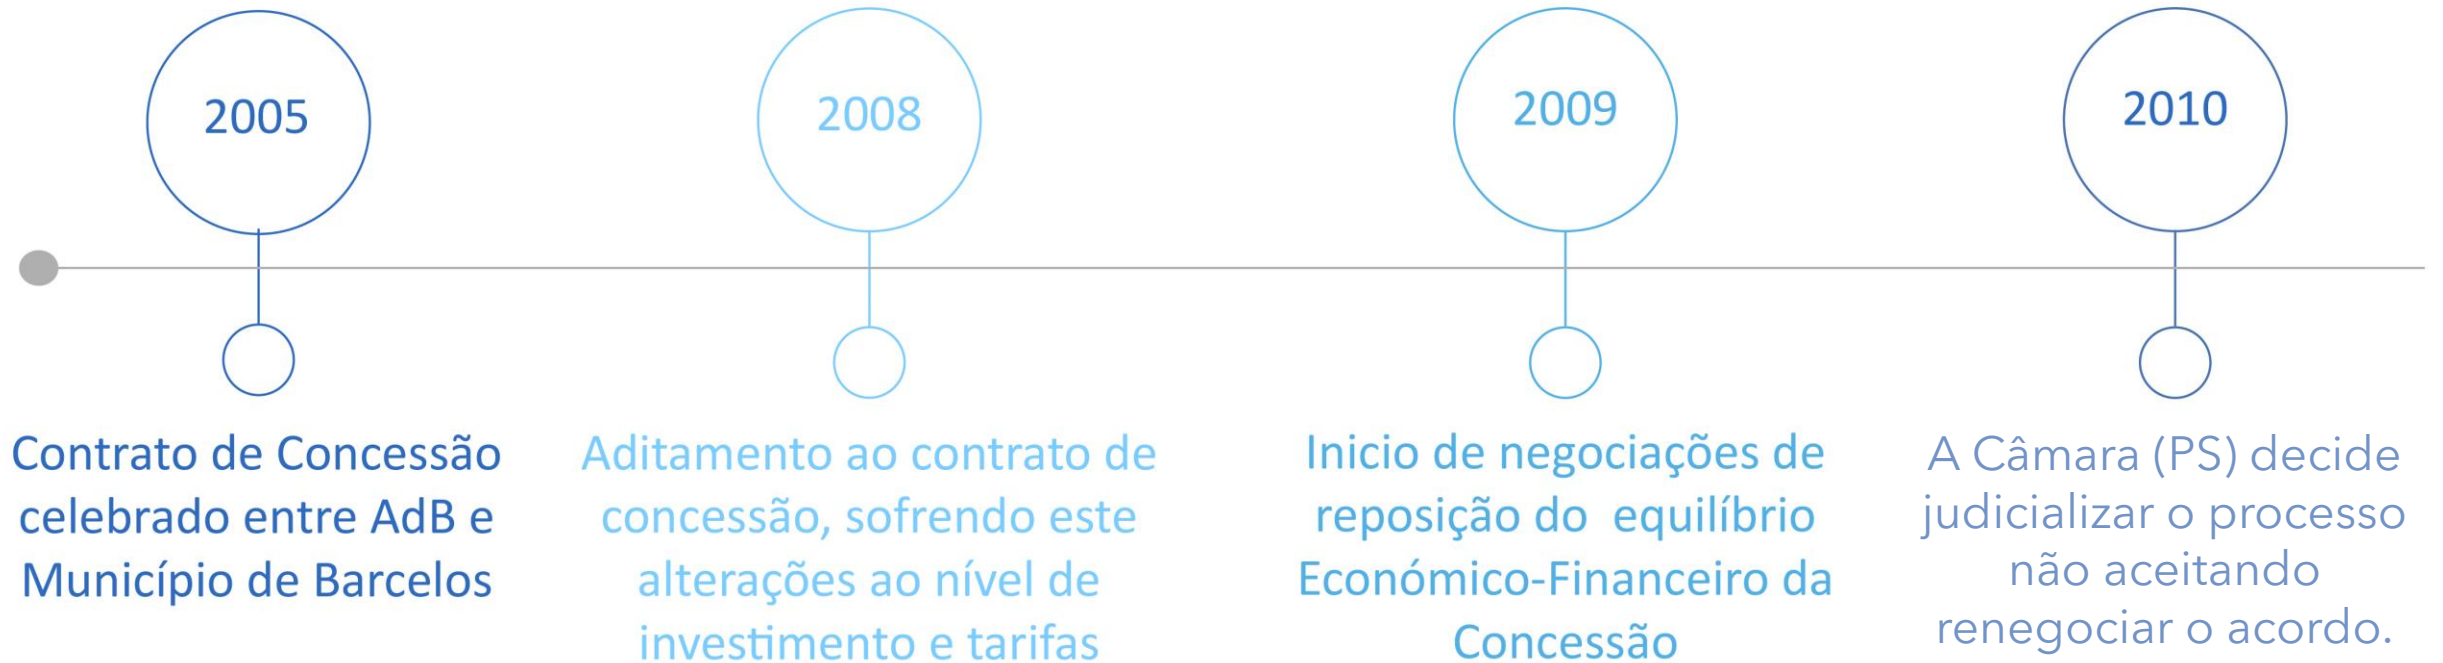 2005
Contrato de Concessão
celebrado entre AdB e
Município de Barcelos
2008
Aditamento ao contrato de
concessão, sofrendo este
alterações ao nível de
investimento e tarifas
2009
Inicio de negociações de
reposição do equilíbrio
Económico-Financeiro da
Concessão
2010
A Câmara (PS) decide
judicializar o processo
não aceitando
renegociar o acordo.